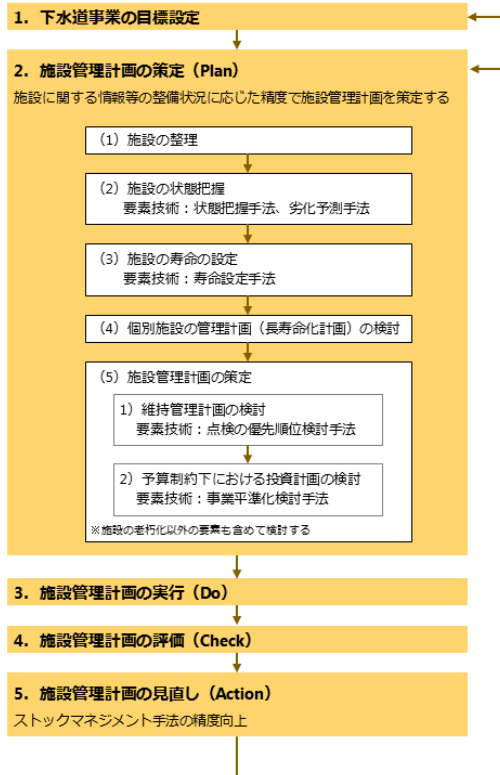 1. 下水道事業の目標設定
2. 施設管理計画の策定(Plan)
施設に関する情報等の整備状況に応じた精度で施設管理計画を策定する
(1)施設の整理
(2)施設の状態把握
要素技術:状態把握手法、劣化予測手法
(3)施設の寿命の設定
要素技術:寿命設定手法
(4)個別施設の管理計画(長寿命化計画)の検討
(5)施設管理計画の策定
1)維持管理計画の検討
要素技術:点検の優先順位検討手法
2)予算制約下における投資計画の検討
要素技術:事業平準化検討手法
※施設の老朽化以外の要素も含めて検討する
3. 施設管理計画の実行(Do)
4. 施設管理計画の評価(Check)
5. 施設管理計画の見直し(Action)
ストックマネジメント手法の精度向上